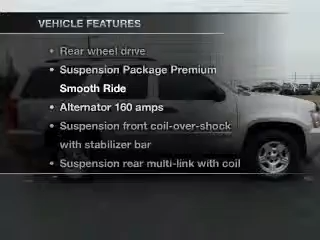 VEHICLE FEATURES
• Rear wheel drive
• Suspension Package Premium
Smooth Ride
• Alternator 160 amps
• Suspension front coil-over-shock
with stabilizer bar
• Suspension rear multi-link with coil